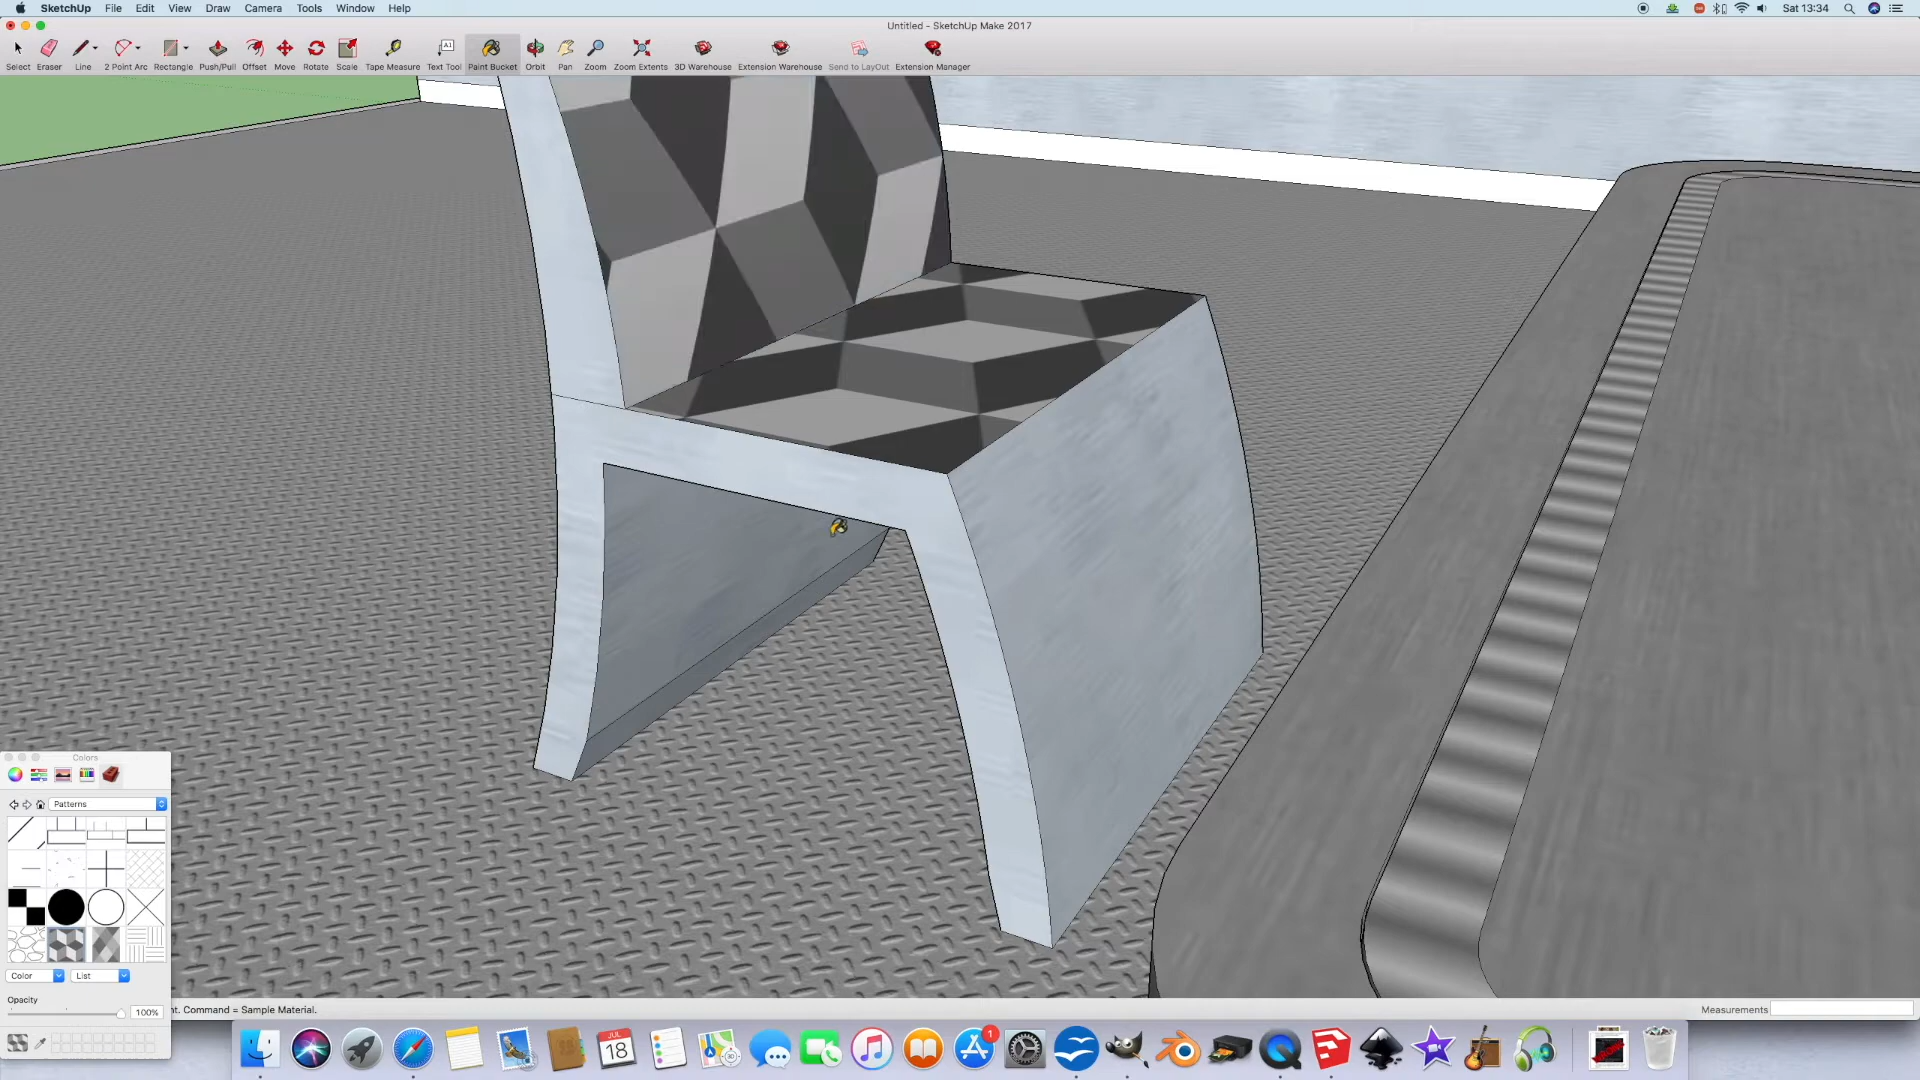 SketchUp File Edit View Draw Camera Tools Window Help Sat 13:34
Untitled - SketchUp Make 2017
Select Eraser Line 2 Point Arc Rectangle Push/Pull Offset Move Rotate Scale Tape Measure Text Tool Paint Bucket Orbit Pan Zoom Zoom Extents 3D Warehouse Extension Warehouse Send to LayOut Extension Manager
Colors
Patterns
Color List
Opacity
100%
nt. Command = Sample Material.
Measurements
JUL
18
1